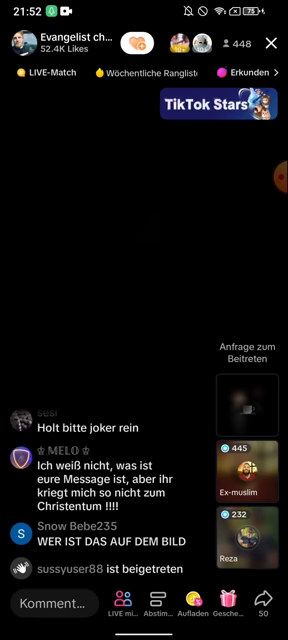 21:52
75
Evangelist ch...
52.4K Likes
448
LIVE-Match
Wöchentliche Rangliste
Erkunden
TikTok Stars
Anfrage zum
Beitreten
sesi
Holt bitte joker rein
♔ 𝕄𝔼𝕃𝕆 ♔
Ich weiß nicht, was ist
eure Message ist, aber ihr
kriegt mich so nicht zum
Christentum !!!!
445
Ex-muslim
S
Snow Bebe235
WER IST DAS AUF DEM BILD
232
Reza
sussyuser88 ist beigetreten
Komment...
LIVE mi...
Abstim...
Aufladen
Gesche...
50